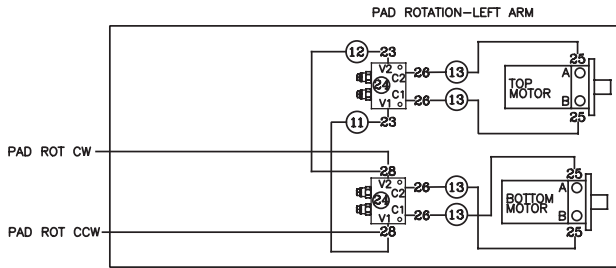 PAD ROTATION-LEFT ARM
12 23 25
V2 26 13 A
C2
24 TOP
C1 MOTOR
V1 26 13 B
11 23 25
PAD ROT CW
28 25
V2 26 13 A
C2
24 BOTTOM
C1 MOTOR
V1 26 13 B
PAD ROT CCW 28 25